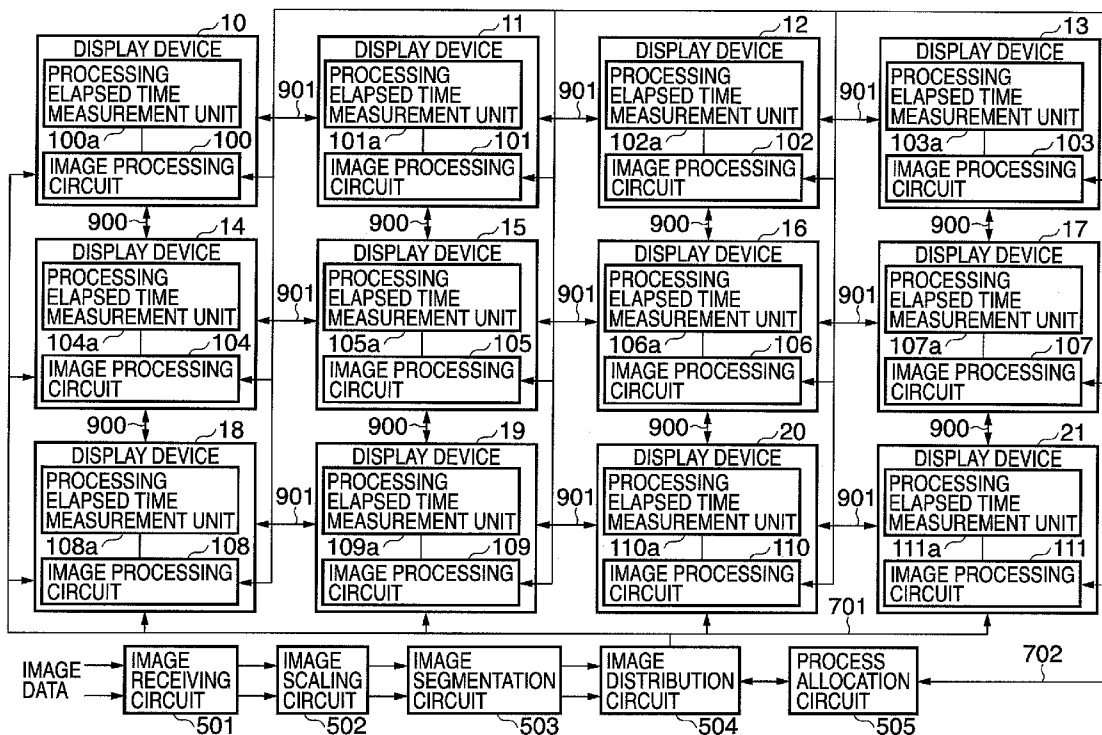 10
DISPLAY DEVICE
PROCESSING
ELAPSED TIME
MEASUREMENT UNIT
100a
100
IMAGE PROCESSING
CIRCUIT
901
11
DISPLAY DEVICE
PROCESSING
ELAPSED TIME
MEASUREMENT UNIT
101a
101
IMAGE PROCESSING
CIRCUIT
901
12
DISPLAY DEVICE
PROCESSING
ELAPSED TIME
MEASUREMENT UNIT
102a
102
IMAGE PROCESSING
CIRCUIT
901
13
DISPLAY DEVICE
PROCESSING
ELAPSED TIME
MEASUREMENT UNIT
103a
103
IMAGE PROCESSING
CIRCUIT
900
900
900
900
14
DISPLAY DEVICE
PROCESSING
ELAPSED TIME
MEASUREMENT UNIT
104a
104
IMAGE PROCESSING
CIRCUIT
901
15
DISPLAY DEVICE
PROCESSING
ELAPSED TIME
MEASUREMENT UNIT
105a
105
IMAGE PROCESSING
CIRCUIT
901
16
DISPLAY DEVICE
PROCESSING
ELAPSED TIME
MEASUREMENT UNIT
106a
106
IMAGE PROCESSING
CIRCUIT
901
17
DISPLAY DEVICE
PROCESSING
ELAPSED TIME
MEASUREMENT UNIT
107a
107
IMAGE PROCESSING
CIRCUIT
900
900
900
900
18
DISPLAY DEVICE
PROCESSING
ELAPSED TIME
MEASUREMENT UNIT
108a
108
IMAGE PROCESSING
CIRCUIT
901
19
DISPLAY DEVICE
PROCESSING
ELAPSED TIME
MEASUREMENT UNIT
109a
109
IMAGE PROCESSING
CIRCUIT
901
20
DISPLAY DEVICE
PROCESSING
ELAPSED TIME
MEASUREMENT UNIT
110a
110
IMAGE PROCESSING
CIRCUIT
901
21
DISPLAY DEVICE
PROCESSING
ELAPSED TIME
MEASUREMENT UNIT
111a
111
IMAGE PROCESSING
CIRCUIT
701
702
IMAGE
DATA
IMAGE
RECEIVING
CIRCUIT
501
IMAGE
SCALING
CIRCUIT
502
IMAGE
SEGMENTATION
CIRCUIT
503
IMAGE
DISTRIBUTION
CIRCUIT
504
PROCESS
ALLOCATION
CIRCUIT
505